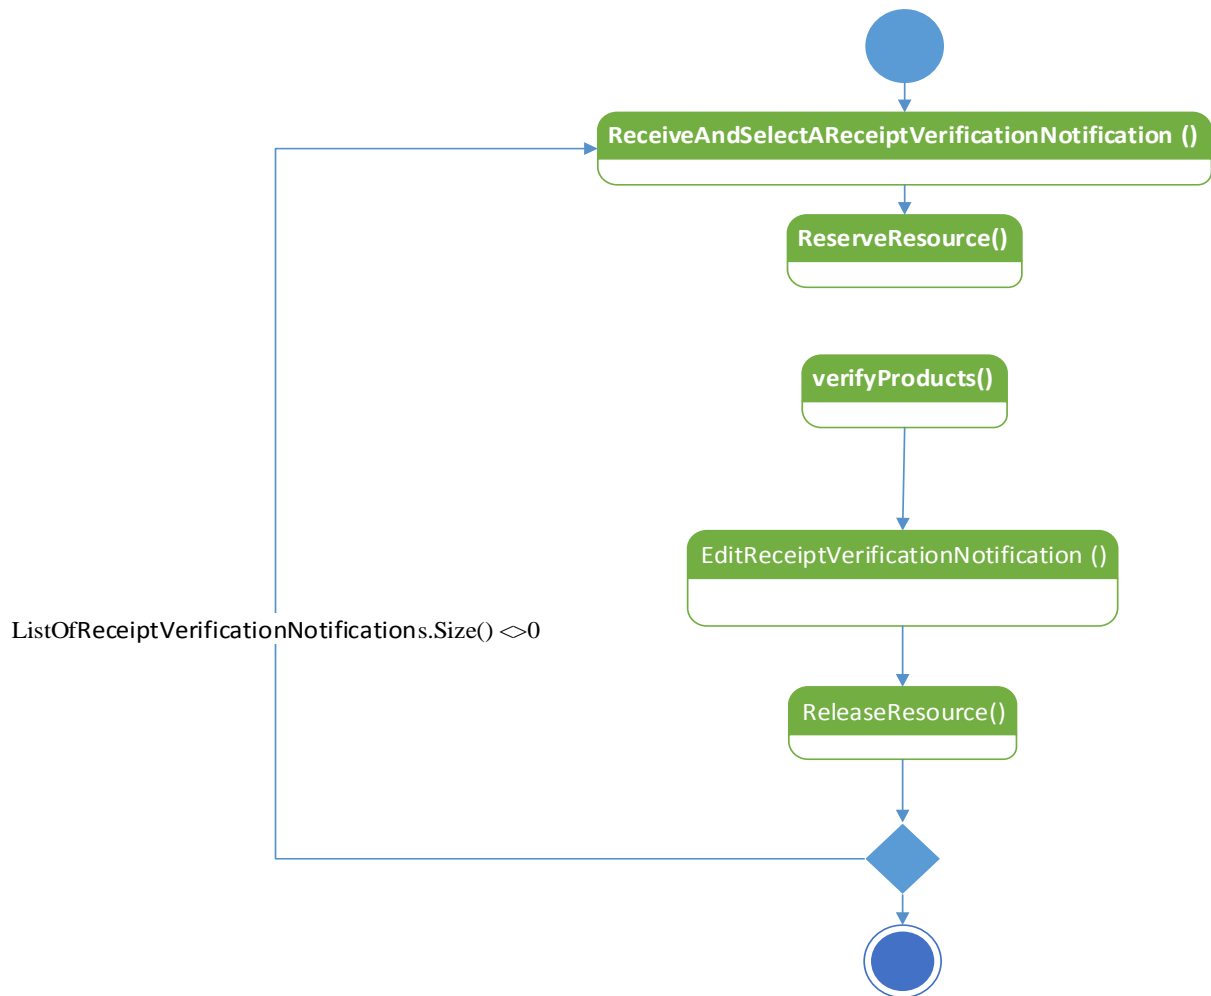 ReceiveAndSelectAReceiptVerificationNotification ()
ReserveResource()
verifyProducts()
EditReceiptVerificationNotification ()
ListOfReceiptVerificationNotifications.Size() <>0
ReleaseResource()